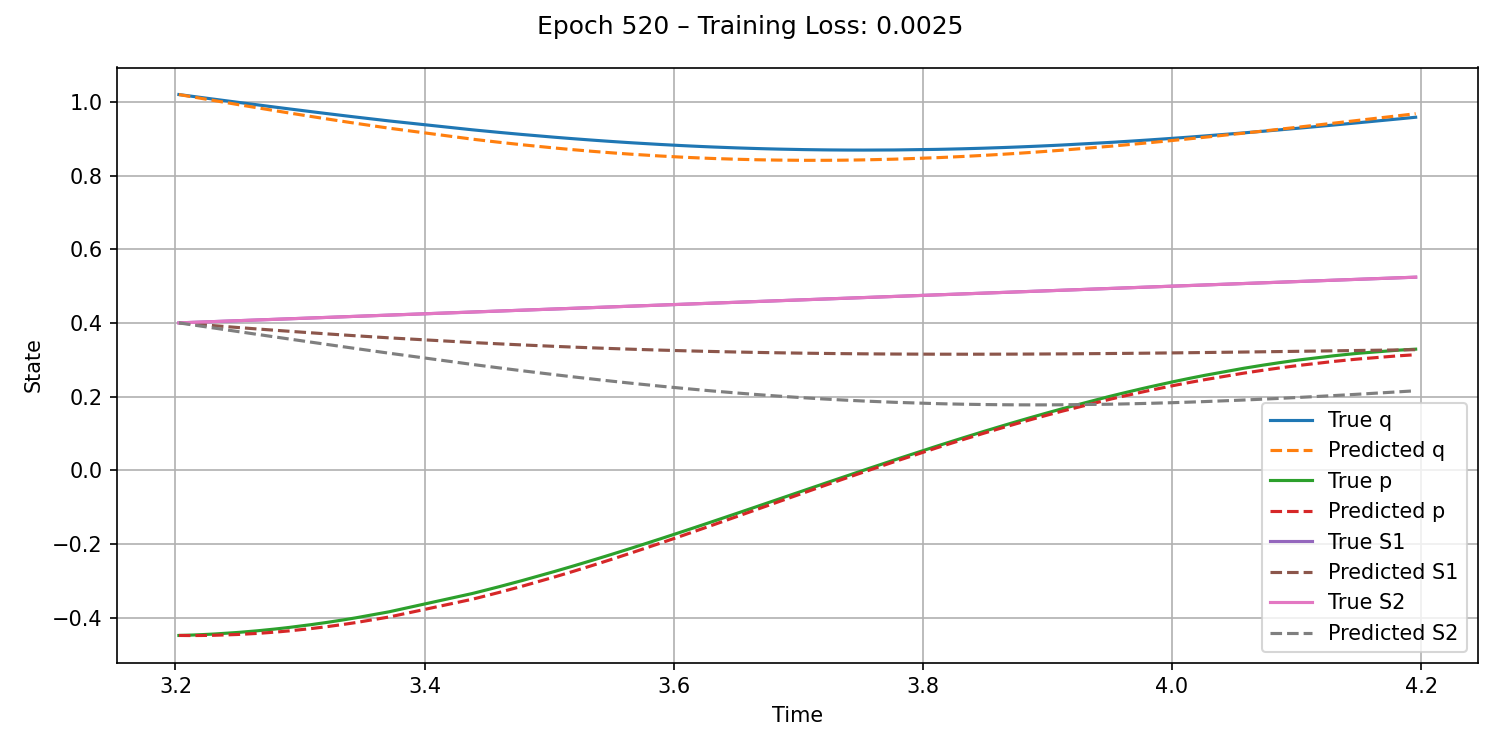 Epoch 520 – Training Loss: 0.0025
1.0
0.8
0.6
0.4
0.2
0.0
−0.2
−0.4
State
True q
Predicted q
True p
Predicted p
True S1
Predicted S1
True S2
Predicted S2
3.2 3.4 3.6 3.8 4.0 4.2
Time